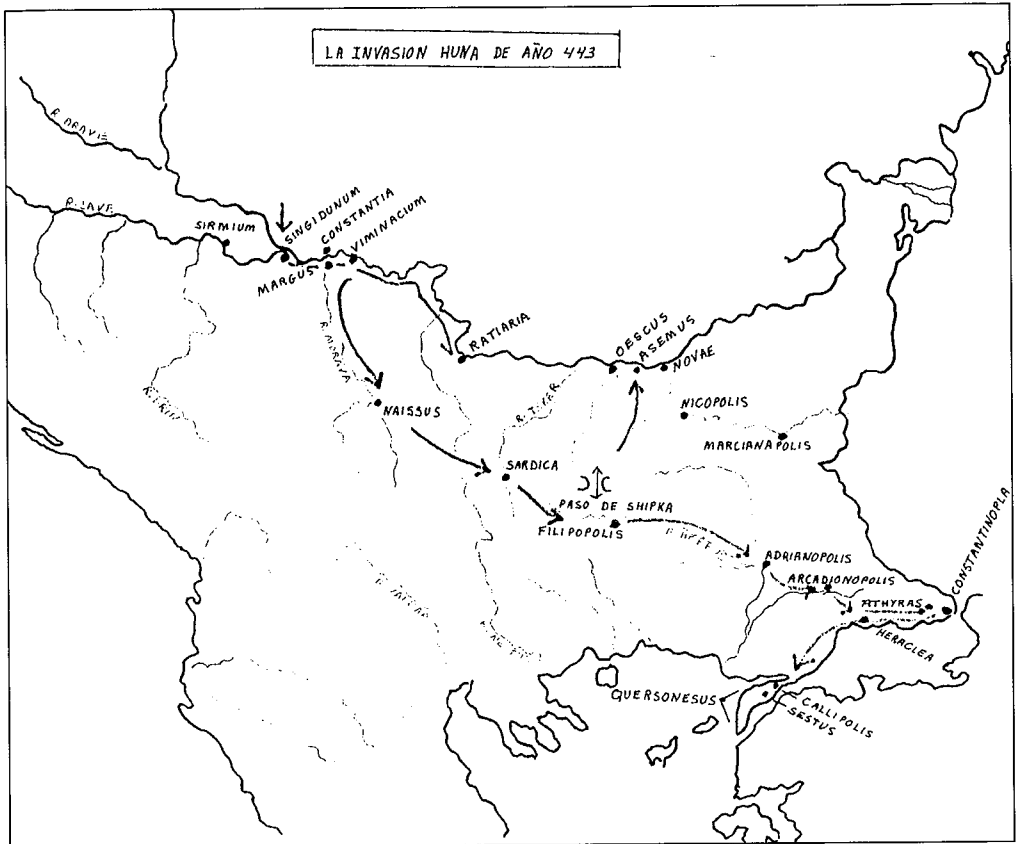 LA INVASION HUNA DE AÑO 443
SIRMIUM
SINGIDUNUM
CONSTANTIA
VIMINACIUM
MARGUS
R. MORAVA
RATIARIA
OESCUS
ASEMUS
NOVAE
NAISSUS
NICOPOLIS
MARCIANAPOLIS
SARDICA
PASO DE SHIPKA
FILIPOPOLIS
ADRIANOPOLIS
ARCADIONOPOLIS
ATHYRAS
CONSTANTINOPLA
HERACLEA
QUERSONESUS
CALLIPOLIS
SESTUS